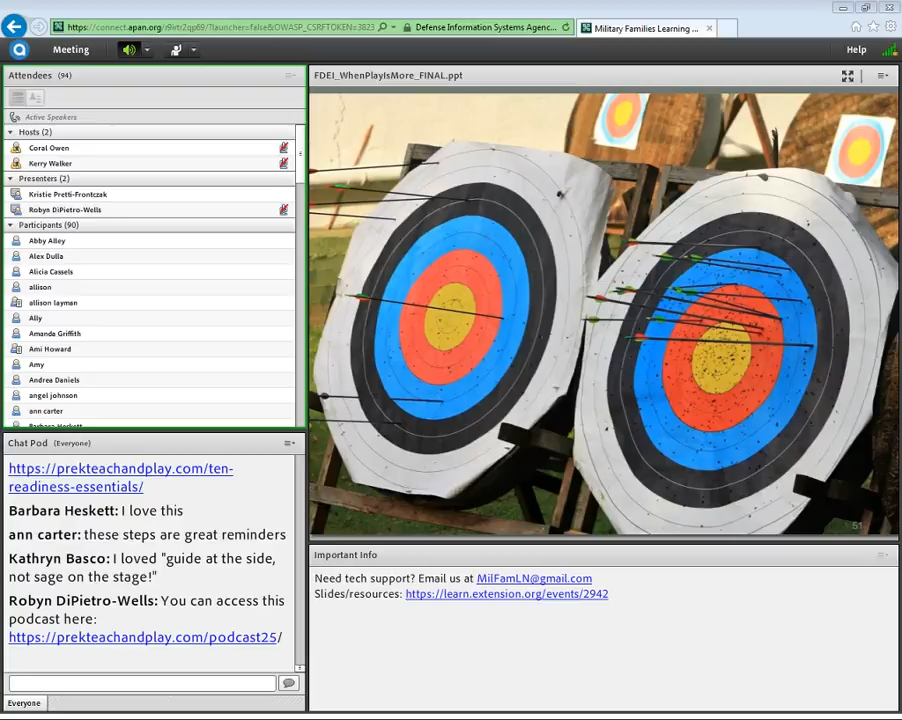 https://connect.apan.org/r9ivtr2qp69/?launcher=false&OWASP_CSRFTOKEN=3823
Defense Information Systems Agenc...
Military Families Learning ...
Meeting
Help
Attendees (94)
FDEI_WhenPlayIsMore_FINAL.ppt
Active Speakers
Hosts (2)
Coral Owen
Kerry Walker
Presenters (2)
Kristie Pretti-Frontczak
Robyn DiPietro-Wells
Participants (90)
Abby Alley
Alex Dulla
Alicia Cassels
allison
allison layman
Ally
Amanda Griffith
Ami Howard
Amy
Andrea Daniels
angel johnson
ann carter
Barbara Heskett
51
Chat Pod (Everyone)
https://prekteachandplay.com/ten-
readiness-essentials/
Barbara Heskett: I love this
ann carter: these steps are great reminders
Kathryn Basco: I loved "guide at the side,
not sage on the stage!"
Robyn DiPietro-Wells: You can access this
podcast here:
https://prekteachandplay.com/podcast25/
Everyone
Important Info
Need tech support? Email us at MilFamLN@gmail.com
Slides/resources: https://learn.extension.org/events/2942